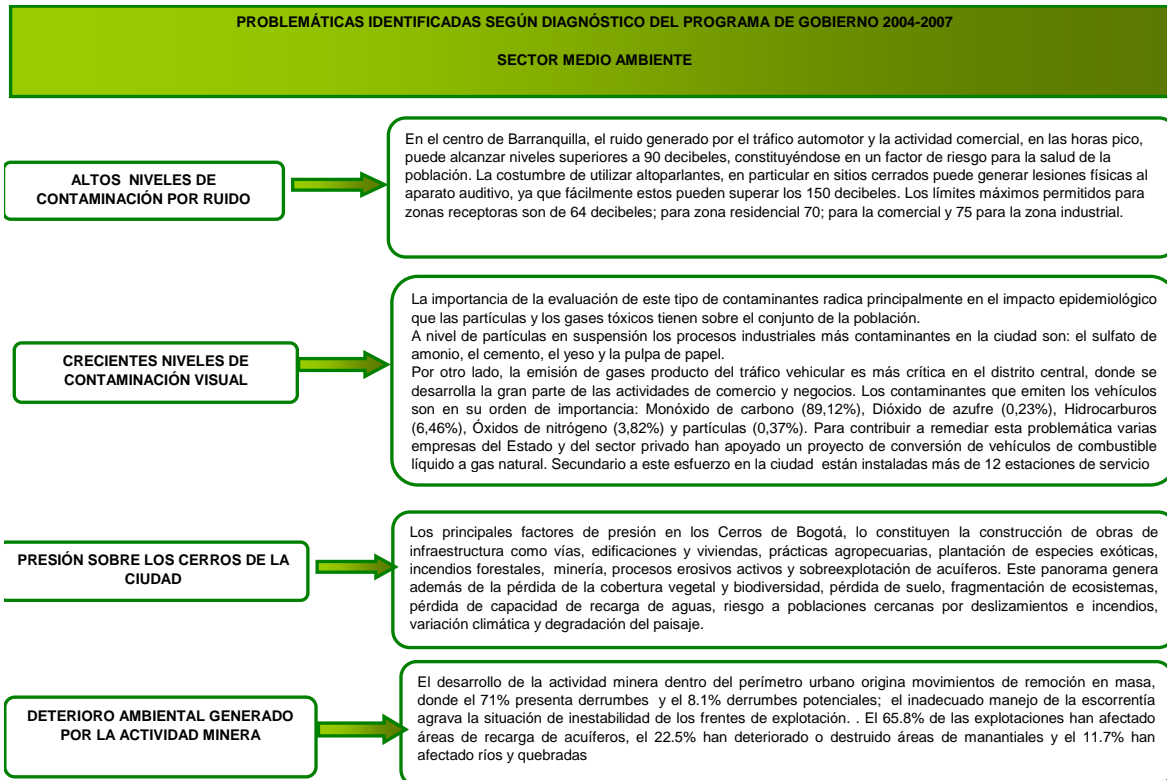 PROBLEMÁTICAS IDENTIFICADAS SEGÚN DIAGNÓSTICO DEL PROGRAMA DE GOBIERNO 2004-2007
SECTOR MEDIO AMBIENTE
ALTOS NIVELES DE
CONTAMINACIÓN POR RUIDO
En el centro de Barranquilla, el ruido generado por el tráfico automotor y la actividad comercial, en las horas pico,
puede alcanzar niveles superiores a 90 decibeles, constituyéndose en un factor de riesgo para la salud de la
población. La costumbre de utilizar altoparlantes, en particular en sitios cerrados puede generar lesiones físicas al
aparato auditivo, ya que fácilmente estos pueden superar los 150 decibeles. Los límites máximos permitidos para
zonas receptoras son de 64 decibeles; para zona residencial 70; para la comercial y 75 para la zona industrial.
CRECIENTES NIVELES DE
CONTAMINACIÓN VISUAL
La importancia de la evaluación de este tipo de contaminantes radica principalmente en el impacto epidemiológico
que las partículas y los gases tóxicos tienen sobre el conjunto de la población.
A nivel de partículas en suspensión los procesos industriales más contaminantes en la ciudad son: el sulfato de
amonio, el cemento, el yeso y la pulpa de papel.
Por otro lado, la emisión de gases producto del tráfico vehicular es más crítica en el distrito central, donde se
desarrolla la gran parte de las actividades de comercio y negocios. Los contaminantes que emiten los vehículos
son en su orden de importancia: Monóxido de carbono (89,12%), Dióxido de azufre (0,23%), Hidrocarburos
(6,46%), Óxidos de nitrógeno (3,82%) y partículas (0,37%). Para contribuir a remediar esta problemática varias
empresas del Estado y del sector privado han apoyado un proyecto de conversión de vehículos de combustible
líquido a gas natural. Secundario a este esfuerzo en la ciudad están instaladas más de 12 estaciones de servicio
PRESIÓN SOBRE LOS CERROS DE LA
CIUDAD
Los principales factores de presión en los Cerros de Bogotá, lo constituyen la construcción de obras de
infraestructura como vías, edificaciones y viviendas, prácticas agropecuarias, plantación de especies exóticas,
incendios forestales, minería, procesos erosivos activos y sobreexplotación de acuíferos. Este panorama genera
además de la pérdida de la cobertura vegetal y biodiversidad, pérdida de suelo, fragmentación de ecosistemas,
pérdida de capacidad de recarga de aguas, riesgo a poblaciones cercanas por deslizamientos e incendios,
variación climática y degradación del paisaje.
DETERIORO AMBIENTAL GENERADO
POR LA ACTIVIDAD MINERA
El desarrollo de la actividad minera dentro del perímetro urbano origina movimientos de remoción en masa,
donde el 71% presenta derrumbes y el 8.1% derrumbes potenciales; el inadecuado manejo de la escorrentía
agrava la situación de inestabilidad de los frentes de explotación. . El 65.8% de las explotaciones han afectado
áreas de recarga de acuíferos, el 22.5% han deteriorado o destruido áreas de manantiales y el 11.7% han
afectado ríos y quebradas